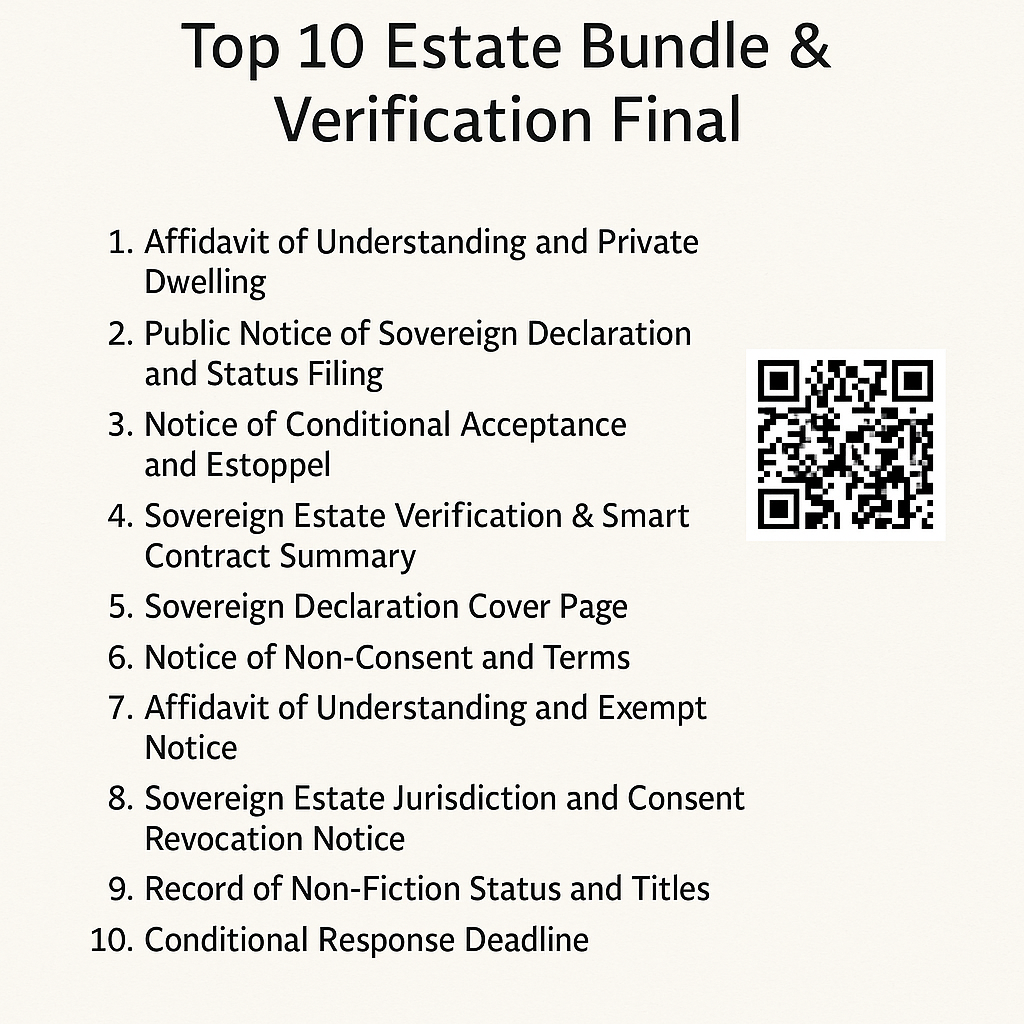 Top 10 Estate Bundle &
Verification Final
1. Affidavit of Understanding and Private
Dwelling
2. Public Notice of Sovereign Declaration
and Status Filing
3. Notice of Conditional Acceptance
and Estoppel
4. Sovereign Estate Verification & Smart
Contract Summary
5. Sovereign Declaration Cover Page
6. Notice of Non-Consent and Terms
7. Affidavit of Understanding and Exempt
Notice
8. Sovereign Estate Jurisdiction and Consent
Revocation Notice
9. Record of Non-Fiction Status and Titles
10. Conditional Response Deadline